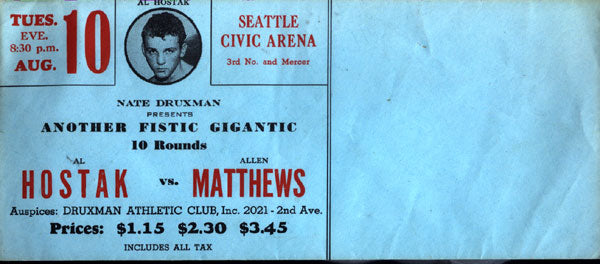 AL HOSTAK
TUES.
EVE.
8:30 p.m.
AUG.
10
SEATTLE
CIVIC ARENA
3rd No. and Mercer
NATE DRUXMAN
PRESENTS
ANOTHER FISTIC GIGANTIC
10 Rounds
AL
HOSTAK
vs.
ALLEN
MATTHEWS
Auspices: DRUXMAN ATHLETIC CLUB, Inc. 2021 - 2nd Ave.
Prices: $1.15 $2.30 $3.45
INCLUDES ALL TAX